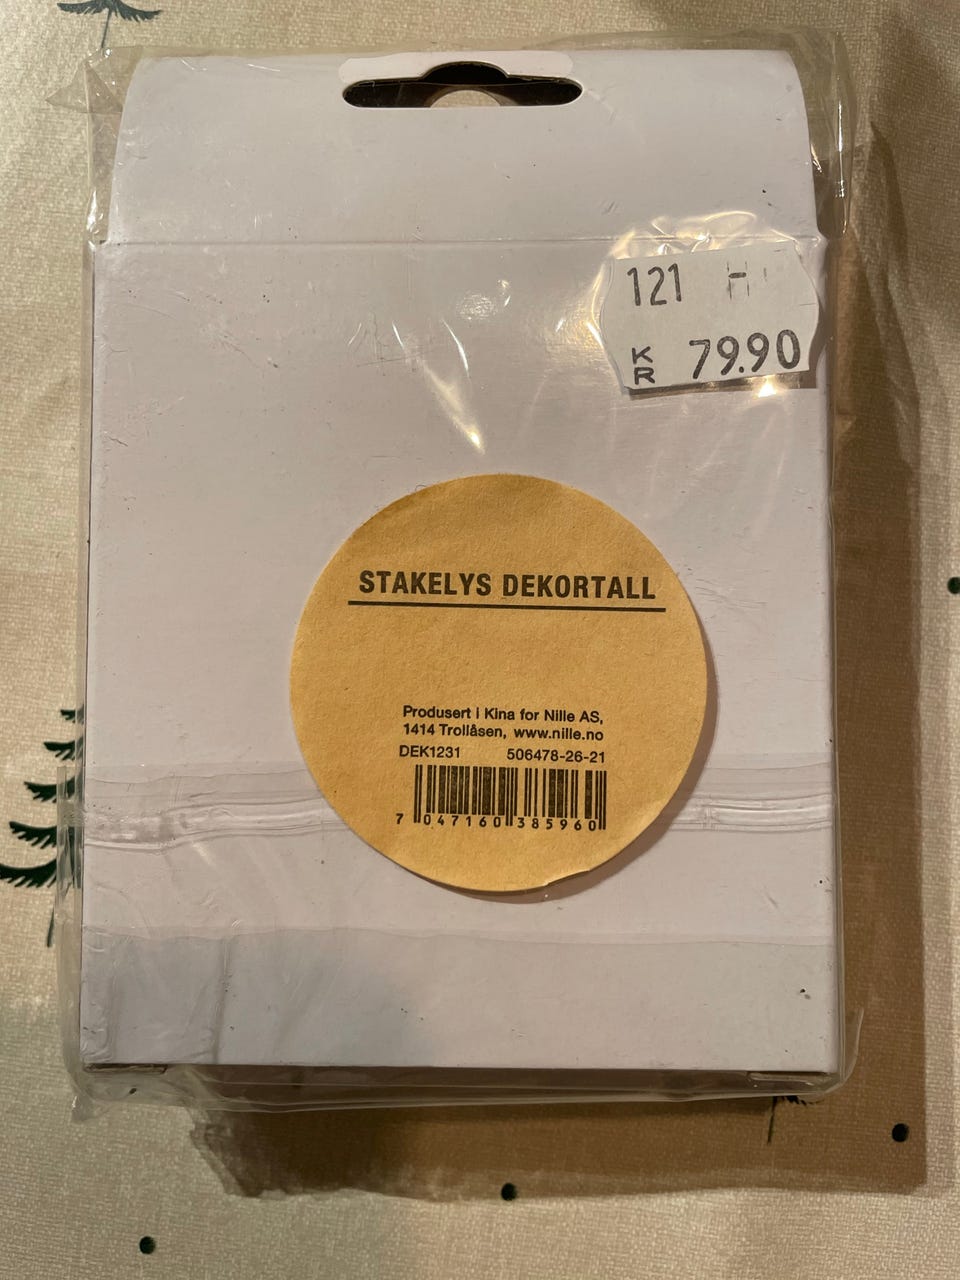 121 H
KR 79.90
STAKELYS DEKORTALL
Produsert i Kina for Nille AS,
1414 Trollåsen, www.nille.no
DEK1231 506478-26-21
7 047160 385960